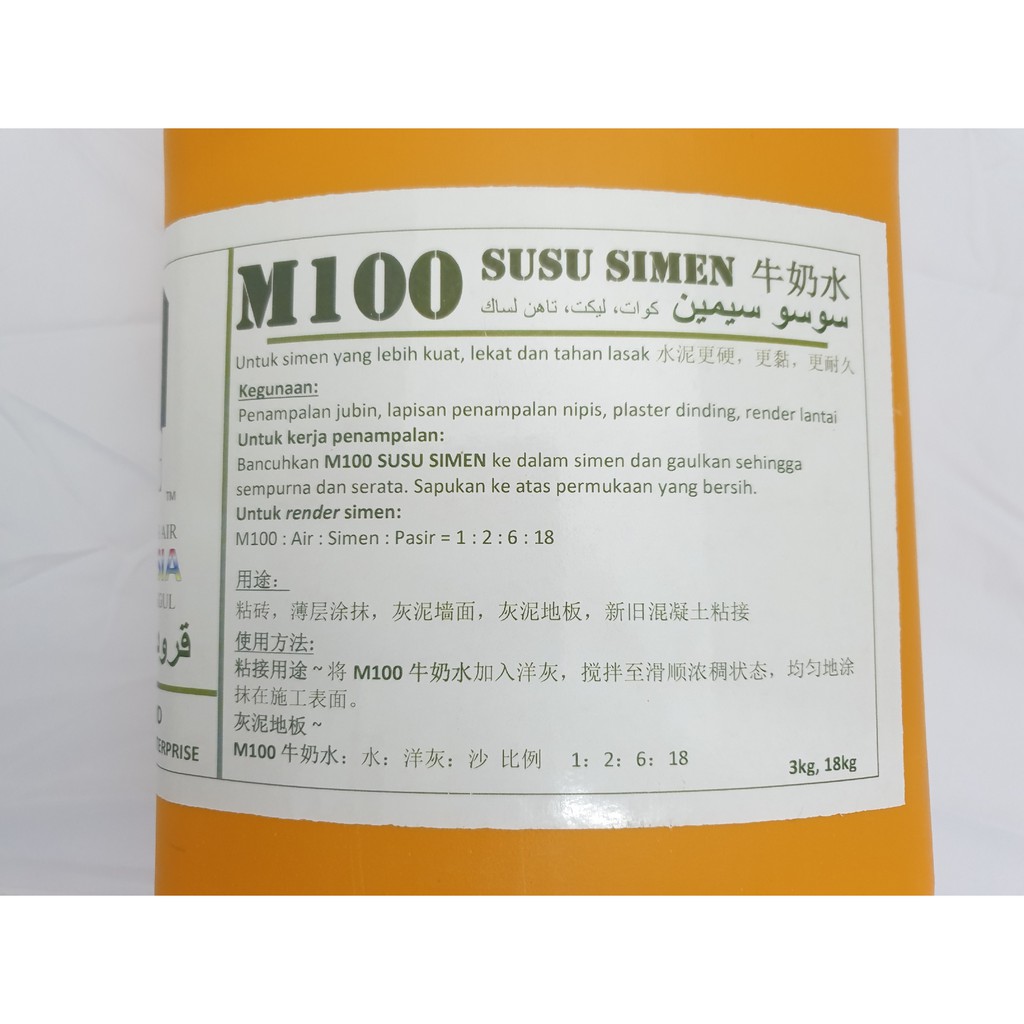 M100 SUSU SIMEN 牛奶水
سوسو سيمين كوات، ليكت، تاهن لساك
Untuk simen yang lebih kuat, lekat dan tahan lasak 水泥更硬，更黏，更耐久
Kegunaan:
Penampalan jubin, lapisan penampalan nipis, plaster dinding, render lantai
Untuk kerja penampalan:
Bancuhkan M100 SUSU SIMEN ke dalam simen dan gaulkan sehingga
sempurna dan serata. Sapukan ke atas permukaan yang bersih.
Untuk render simen:
M100 : Air : Simen : Pasir = 1 : 2 : 6 : 18
用途：
粘砖，薄层涂抹，灰泥墙面，灰泥地板，新旧混凝土粘接
使用方法:
粘接用途 ~ 将 M100 牛奶水加入洋灰，搅拌至滑顺浓稠状态，均匀地涂
抹在施工表面。
灰泥地板 ~
M100 牛奶水：水：洋灰：沙 比例 1：2：6：18
3kg, 18kg
TM
AIR